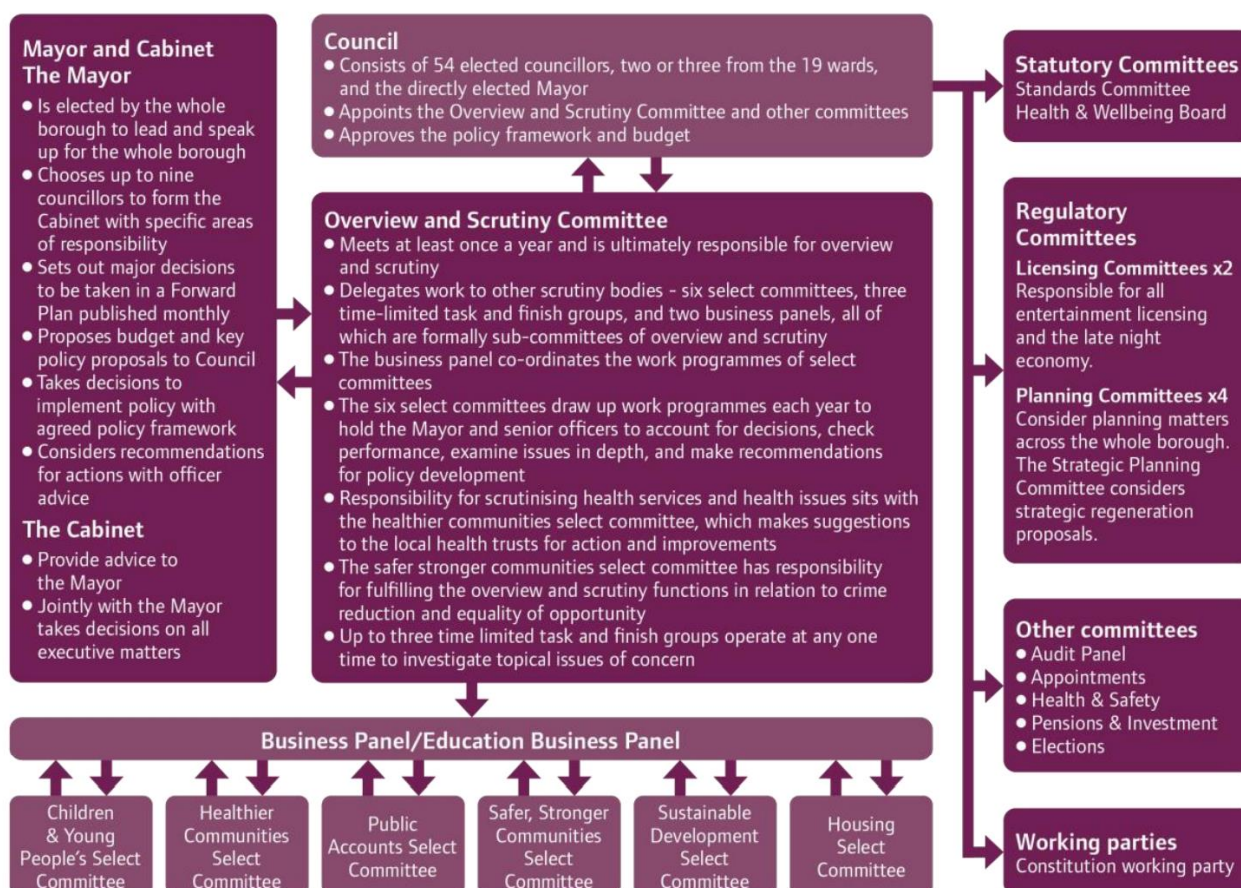 Mayor and Cabinet
The Mayor
• Is elected by the whole
borough to lead and speak
up for the whole borough
• Chooses up to nine
councillors to form the
Cabinet with specific areas
of responsibility
• Sets out major decisions
to be taken in a Forward
Plan published monthly
• Proposes budget and key
policy proposals to Council
• Takes decisions to
implement policy with
agreed policy framework
• Considers recommendations
for actions with officer
advice
The Cabinet
• Provide advice to
the Mayor
• Jointly with the Mayor
takes decisions on all
executive matters
Council
• Consists of 54 elected councillors, two or three from the 19 wards,
and the directly elected Mayor
• Appoints the Overview and Scrutiny Committee and other committees
• Approves the policy framework and budget
Overview and Scrutiny Committee
• Meets at least once a year and is ultimately responsible for overview
and scrutiny
• Delegates work to other scrutiny bodies - six select committees, three
time-limited task and finish groups, and two business panels, all of
which are formally sub-committees of overview and scrutiny
• The business panel co-ordinates the work programmes of select
committees
• The six select committees draw up work programmes each year to
hold the Mayor and senior officers to account for decisions, check
performance, examine issues in depth, and make recommendations
for policy development
• Responsibility for scrutinising health services and health issues sits with
the healthier communities select committee, which makes suggestions
to the local health trusts for action and improvements
• The safer stronger communities select committee has responsibility
for fulfilling the overview and scrutiny functions in relation to crime
reduction and equality of opportunity
• Up to three time limited task and finish groups operate at any one
time to investigate topical issues of concern
Business Panel/Education Business Panel
Children
& Young
People's Select
Committee
Healthier
Communities
Select
Committee
Public
Accounts Select
Committee
Safer, Stronger
Communities
Select
Committee
Sustainable
Development
Select
Committee
Housing
Select
Committee
Statutory Committees
Standards Committee
Health & Wellbeing Board
Regulatory
Committees
Licensing Committees x2
Responsible for all
entertainment licensing
and the late night
economy.
Planning Committees x4
Consider planning matters
across the whole borough.
The Strategic Planning
Committee considers
strategic regeneration
proposals.
Other committees
• Audit Panel
• Appointments
• Health & Safety
• Pensions & Investment
• Elections
Working parties
Constitution working party